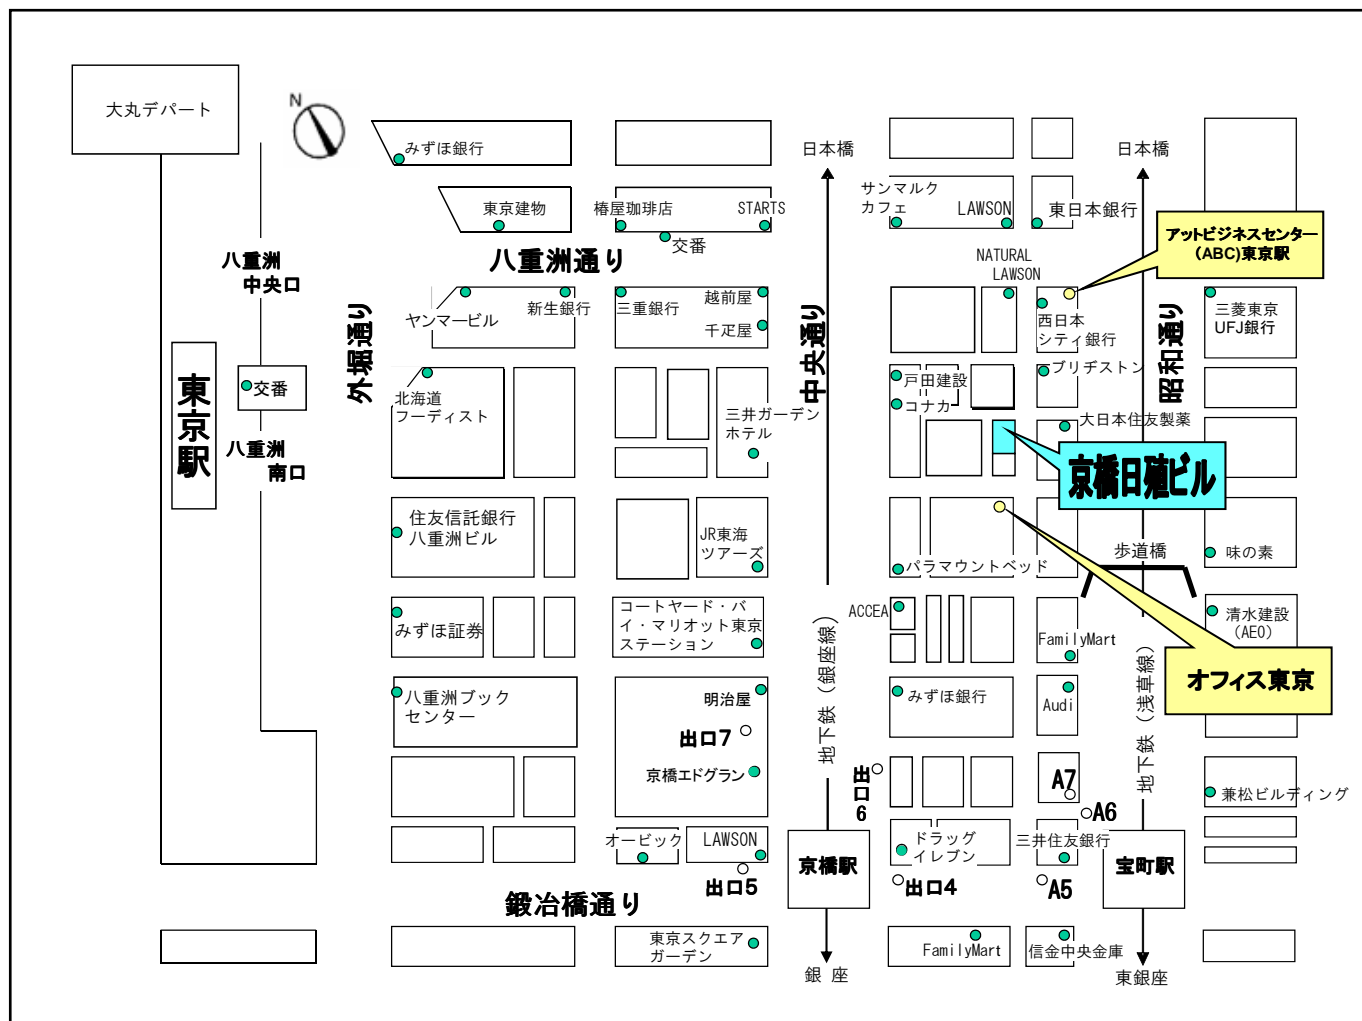 大丸デパート
N
みずほ銀行
日本橋
日本橋
東京建物
椿屋珈琲店
STARTS
交番
サンマルク
カフェ
LAWSON
東日本銀行
アットビジネスセンター
(ABC)東京駅
八重洲
中央口
八重洲通り
NATURAL
LAWSON
外堀通り
ヤンマービル
新生銀行
三重銀行
越前屋
千疋屋
中央通り
西日本
シティ銀行
昭和通り
三菱東京
UFJ銀行
東京駅
交番
北海道
フーディスト
三井ガーデン
ホテル
戸田建設
コナカ
ブリヂストン
大日本住友製薬
八重洲
南口
京橋日殖ビル
住友信託銀行
八重洲ビル
JR東海
ツアーズ
パラマウントベッド
歩道橋
味の素
みずほ証券
コートヤード・バ
イ・マリオット東京
ステーション
地下鉄（銀座線）
ACCEA
FamilyMart
地下鉄（浅草線）
清水建設
（AEO）
オフィス東京
八重洲ブック
センター
明治屋
出口7
京橋エドグラン
みずほ銀行
Audi
出口6
A7
A6
兼松ビルディング
オービック
LAWSON
京橋駅
ドラッグ
イレブン
三井住友銀行
宝町駅
出口5
出口4
A5
鍛冶橋通り
東京スクエア
ガーデン
銀 座
FamilyMart
信金中央金庫
東銀座